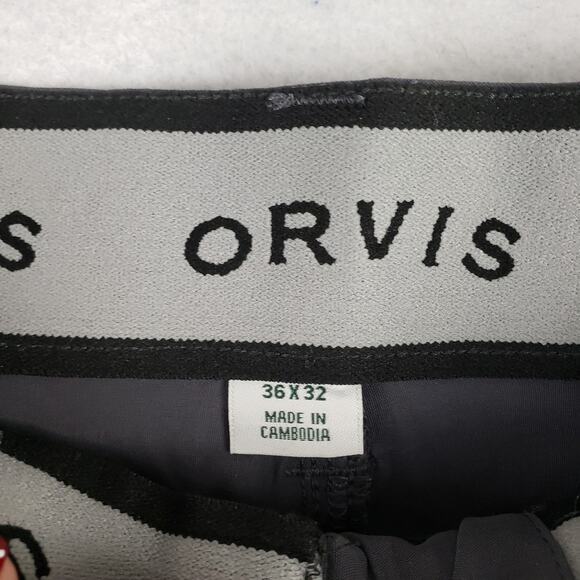 S ORVIS
36 X 32
MADE IN
CAMBODIA